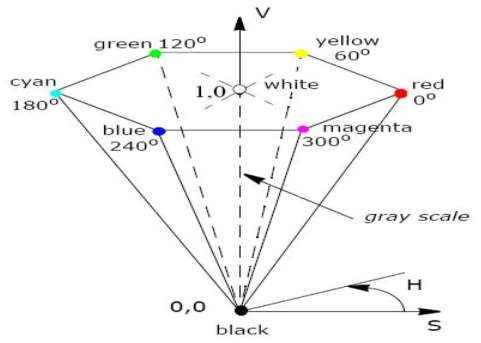 V
green 120°
yellow
60°
cyan
180°
1.0
white
red
0°
blue
240°
magenta
300°
gray scale
H
0,0
S
black